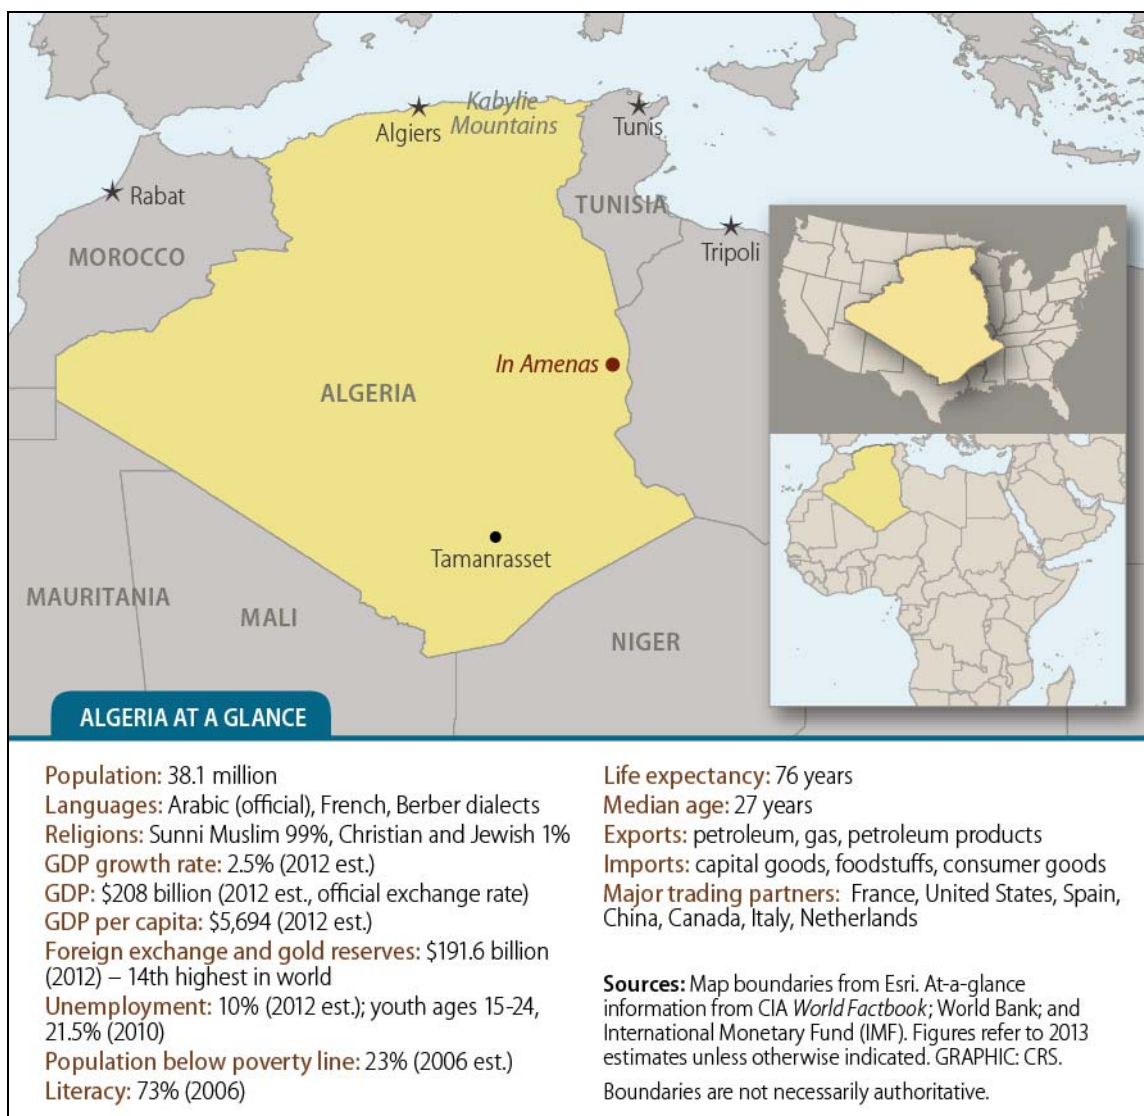 Kabylie
Mountains
Algiers
Tunis
Rabat
TUNISIA
MOROCCO
Tripoli
In Amenas
ALGERIA
Tamanrasset
MAURITANIA
MALI
NIGER
ALGERIA AT A GLANCE
Population: 38.1 million
Languages: Arabic (official), French, Berber dialects
Religions: Sunni Muslim 99%, Christian and Jewish 1%
GDP growth rate: 2.5% (2012 est.)
GDP: $208 billion (2012 est., official exchange rate)
GDP per capita: $5,694 (2012 est.)
Foreign exchange and gold reserves: $191.6 billion
(2012) – 14th highest in world
Unemployment: 10% (2012 est.); youth ages 15-24,
21.5% (2010)
Population below poverty line: 23% (2006 est.)
Literacy: 73% (2006)
Life expectancy: 76 years
Median age: 27 years
Exports: petroleum, gas, petroleum products
Imports: capital goods, foodstuffs, consumer goods
Major trading partners: France, United States, Spain,
China, Canada, Italy, Netherlands
Sources: Map boundaries from Esri. At-a-glance
information from CIA World Factbook; World Bank; and
International Monetary Fund (IMF). Figures refer to 2013
estimates unless otherwise indicated. GRAPHIC: CRS.
Boundaries are not necessarily authoritative.